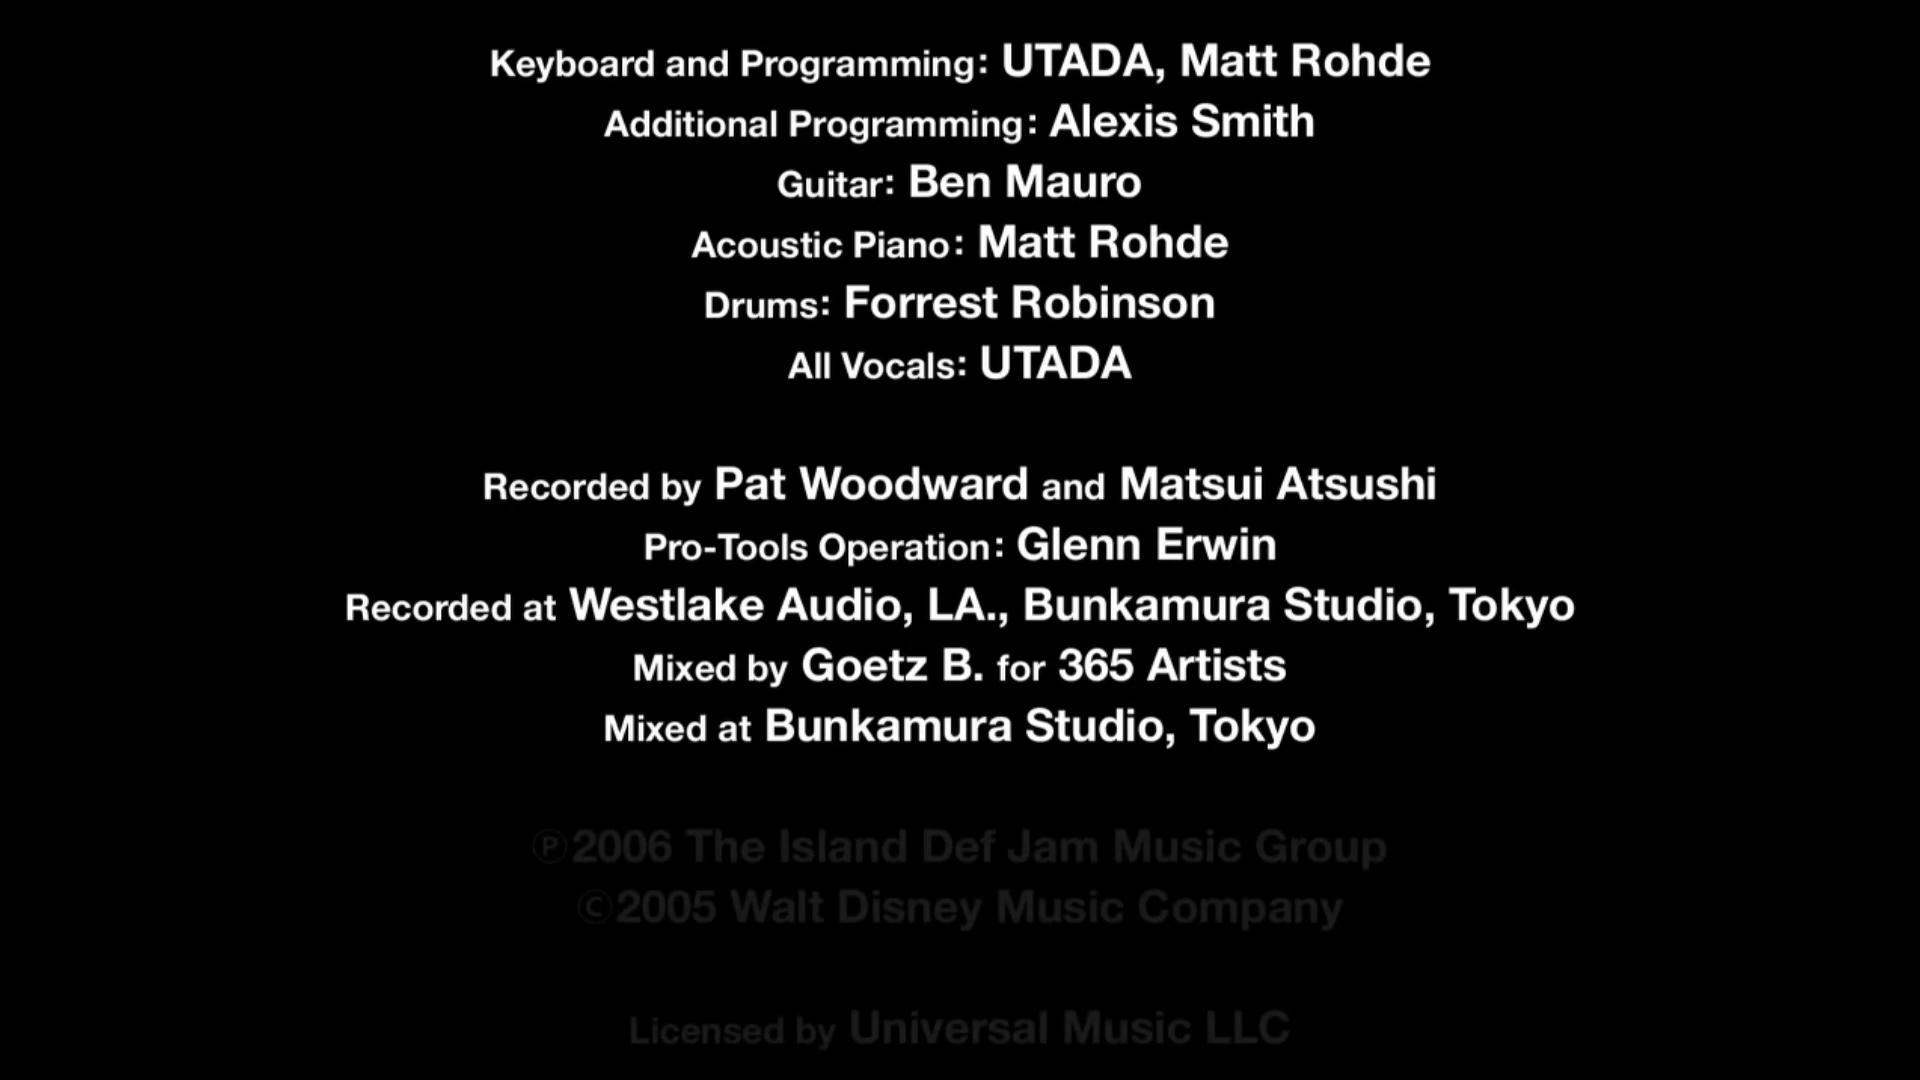 Keyboard and Programming: UTADA, Matt Rohde
Additional Programming: Alexis Smith
Guitar: Ben Mauro
Acoustic Piano: Matt Rohde
Drums: Forrest Robinson
All Vocals: UTADA
Recorded by Pat Woodward and Matsui Atsushi
Pro-Tools Operation: Glenn Erwin
Recorded at Westlake Audio, LA., Bunkamura Studio, Tokyo
Mixed by Goetz B. for 365 Artists
Mixed at Bunkamura Studio, Tokyo
℗2006 The Island Def Jam Music Group
©2005 Walt Disney Music Company
Licensed by Universal Music LLC